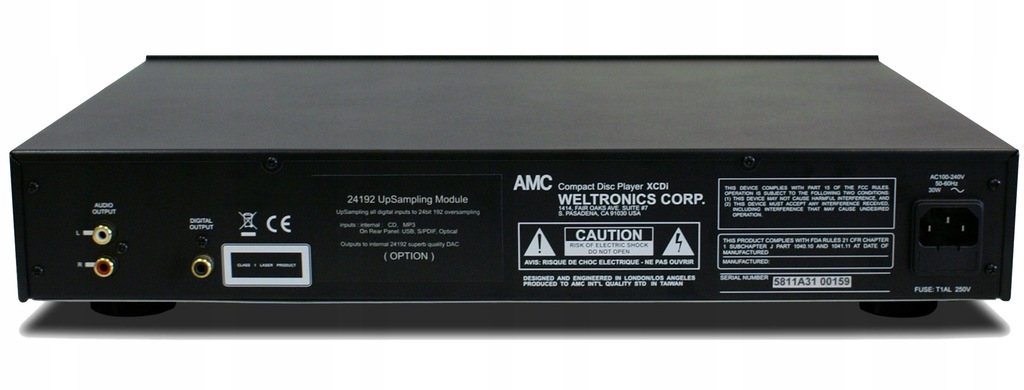 AUDIO
OUTPUT
L
R
DIGITAL
OUTPUT
CE
CLASS 1 LASER PRODUCT
24192 UpSampling Module
UpSampling all digital inputs to 24bit 192 oversampling
inputs : internal : CD, MP3
On Rear Panel, USB, S/PDIF, Optical
Outputs to internal 24192 superb quality DAC
( OPTION )
AMC Compact Disc Player XCDi
WELTRONICS CORP.
1414, FAIR OAKS AVE. SUITE #7
S. PASADENA, CA 91030 USA
CAUTION
RISK OF ELECTRIC SHOCK
DO NOT OPEN
AVIS: RISQUE DE CHOC ELECTRIQUE - NE PAS OUVRIR
DESIGNED AND ENGINEERED IN LONDON/LOS ANGELES
PRODUCED TO AMC INT'L QUALITY STD IN TAIWAN
THIS DEVICE COMPLIES WITH PART 15 OF THE FCC RULES
OPERATION IS SUBJECT TO THE FOLLOWING TWO CONDITIONS:
(1) THIS DEVICE MAY NOT CAUSE HARMFUL INTERFERENCE, AND
(2) THIS DEVICE MUST ACCEPT ANY INTERFERENCE RECEIVED,
INCLUDING INTERFERENCE THAT MAY CAUSE UNDESIRED
OPERATION.
THIS PRODUCT COMPLIES WITH FDA RULES 21 CFR CHAPTER
1 SUBCHAPTER J PART 1040.10 AND 1041.11 AT DATE OF
MANUFACTURED.
MANUFACTURED:
SERIAL NUMBER 5811A31 00159
AC100-240V
50-60Hz
30W ~
FUSE: T1AL 250V